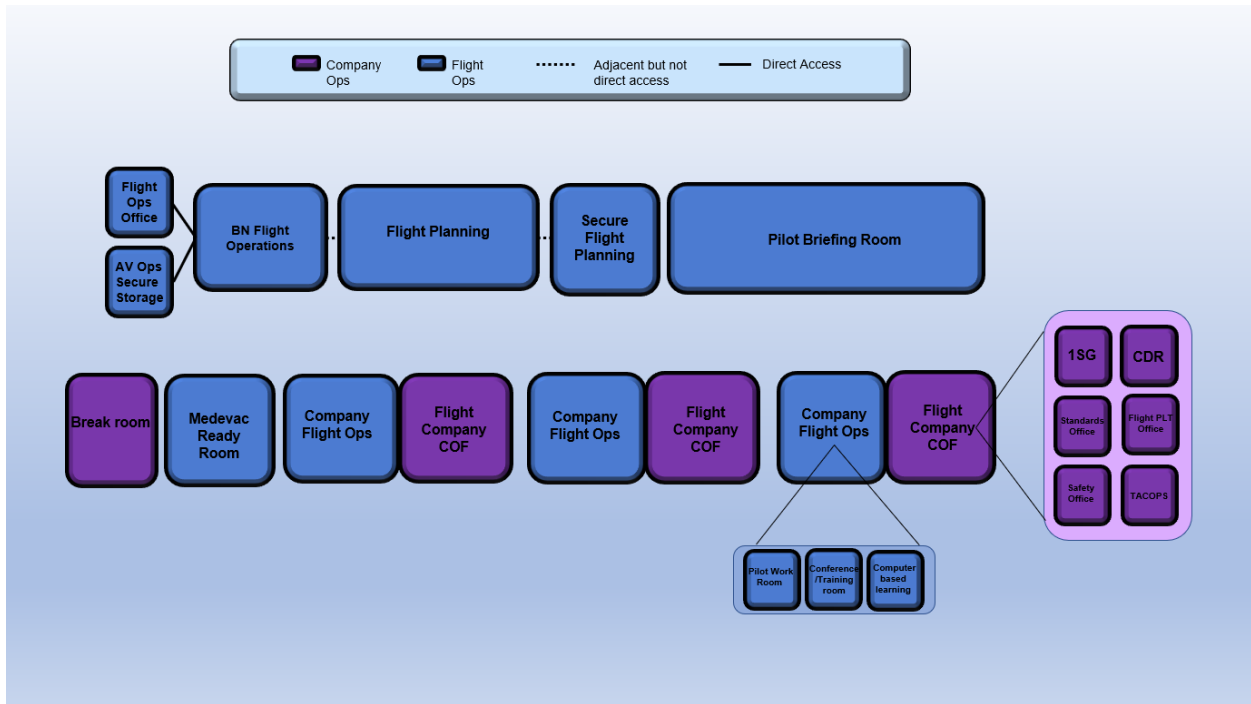 Company
Ops
Flight
Ops
Adjacent but not
direct access
Direct Access
Flight
Ops
Office
AV Ops
Secure
Storage
BN Flight
Operations
Flight Planning
Secure
Flight
Planning
Pilot Briefing Room
Break room
Medevac
Ready
Room
Company
Flight Ops
Flight
Company
COF
Company
Flight Ops
Flight
Company
COF
Company
Flight Ops
Flight
Company
COF
1SG
CDR
Standards
Office
Flight PLT
Office
Safety
Office
TACOPS
Pilot Work
Room
Conference
/Training
room
Computer
based
learning